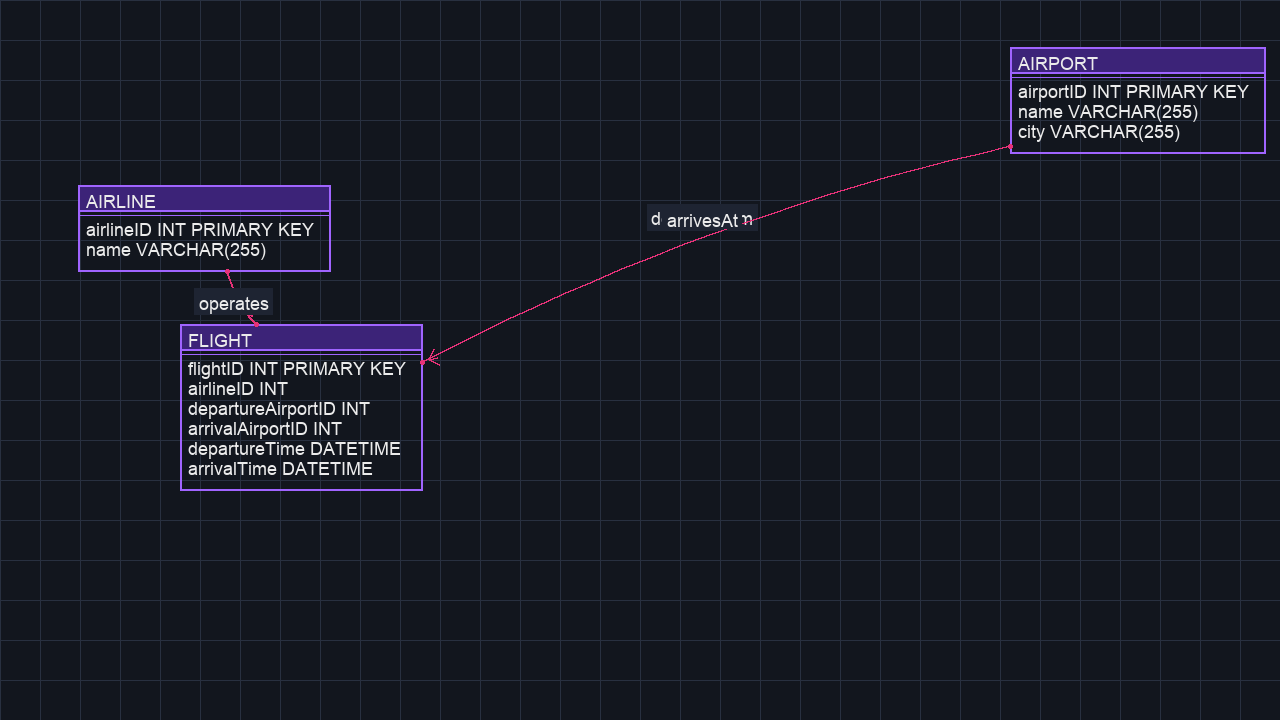 AIRPORT
airportID INT PRIMARY KEY
name VARCHAR(255)
city VARCHAR(255)
AIRLINE
airlineID INT PRIMARY KEY
name VARCHAR(255)
arrivesAt
operates
FLIGHT
flightID INT PRIMARY KEY
airlineID INT
departureAirportID INT
arrivalAirportID INT
departureTime DATETIME
arrivalTime DATETIME